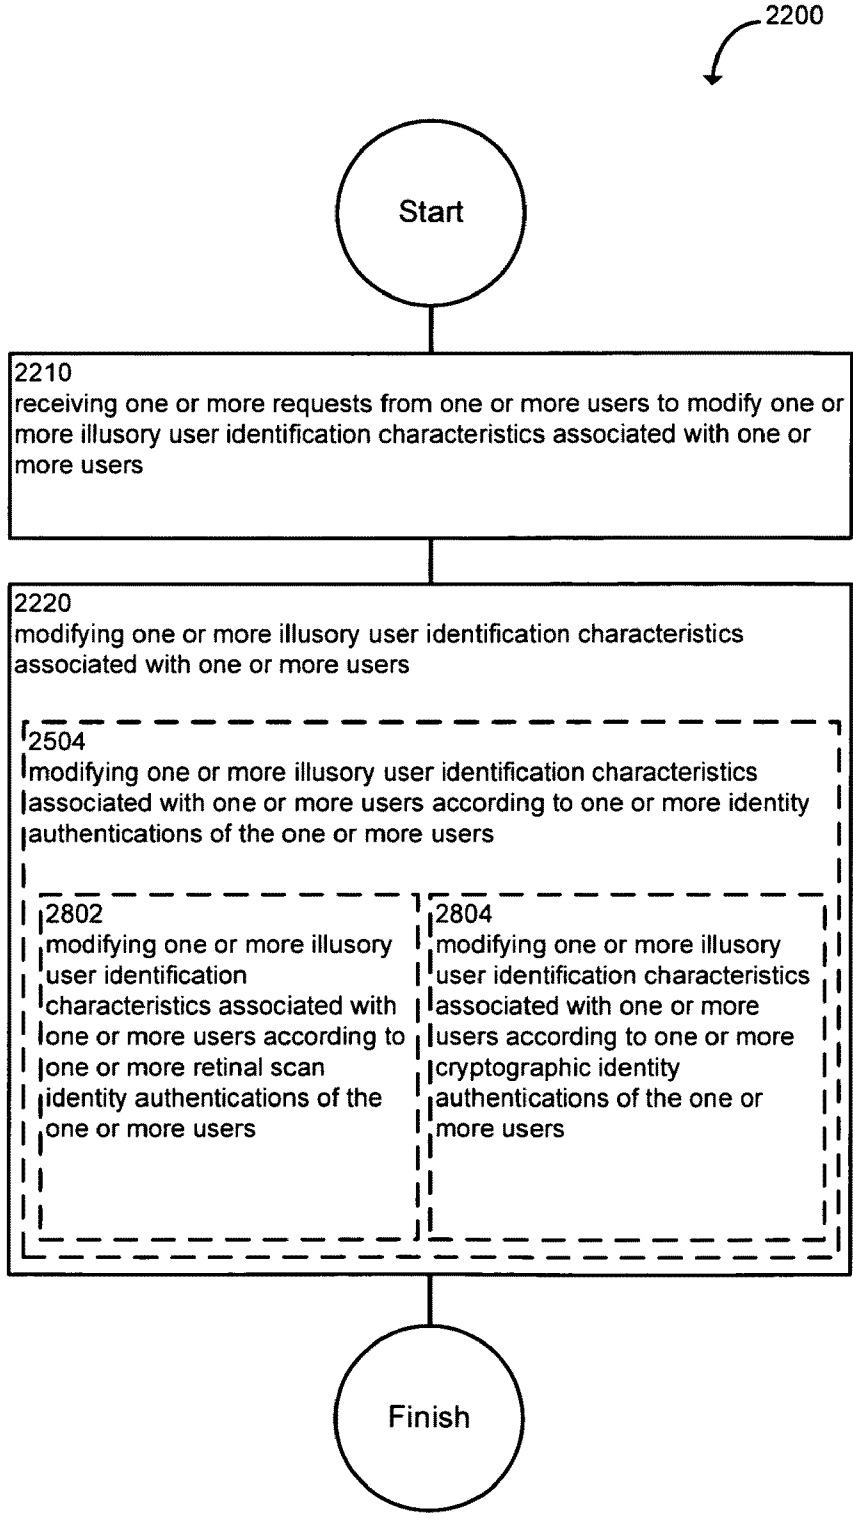 2200
Start
2210
receiving one or more requests from one or more users to modify one or
more illusory user identification characteristics associated with one or
more users
2220
modifying one or more illusory user identification characteristics
associated with one or more users
2504
modifying one or more illusory user identification characteristics
associated with one or more users according to one or more identity
authentications of the one or more users
2802
modifying one or more illusory
user identification
characteristics associated with
one or more users according to
one or more retinal scan
identity authentications of the
one or more users
2804
modifying one or more illusory
user identification characteristics
associated with one or more
users according to one or more
cryptographic identity
authentications of the one or
more users
Finish